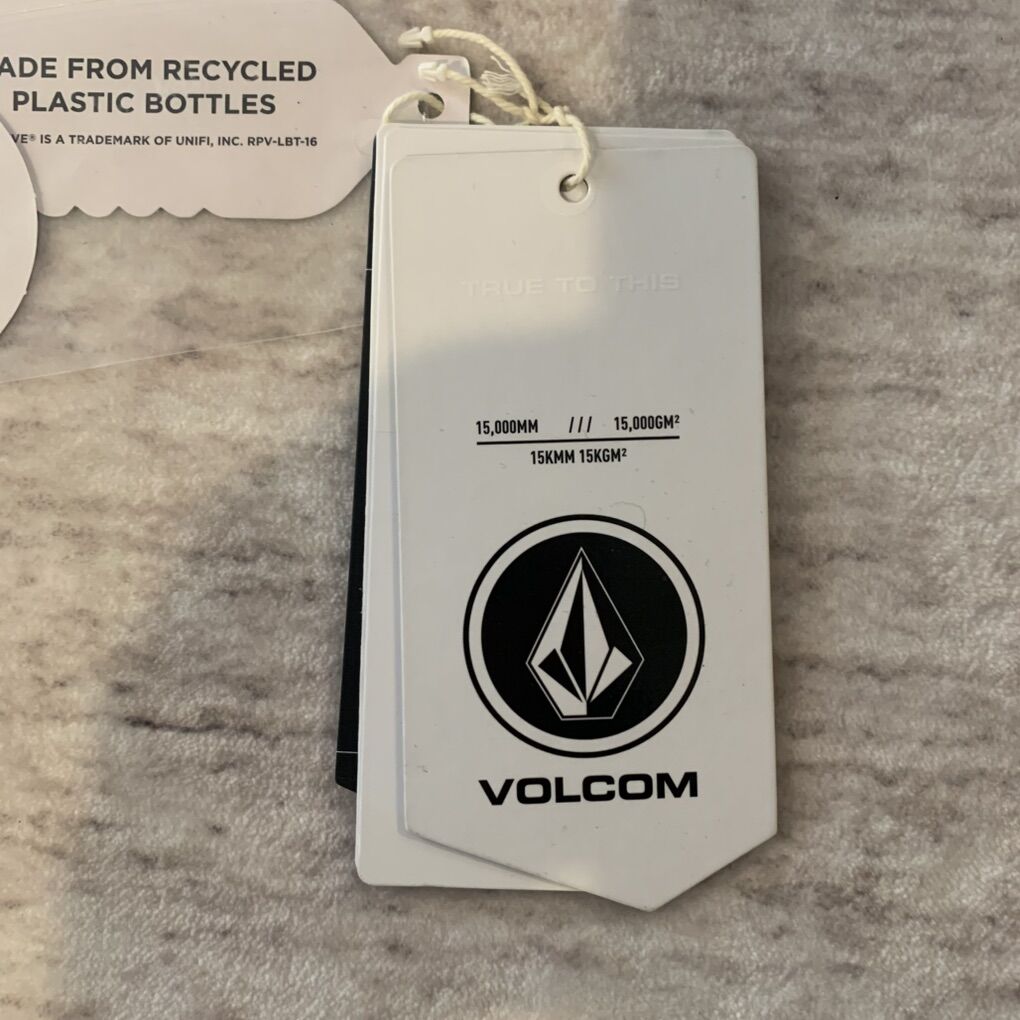 ADE FROM RECYCLED
PLASTIC BOTTLES
VE® IS A TRADEMARK OF UNIFI, INC. RPV-LBT-16
TRUE TO THIS
15,000MM /// 15,000GM²
15KMM 15KGM²
VOLCOM